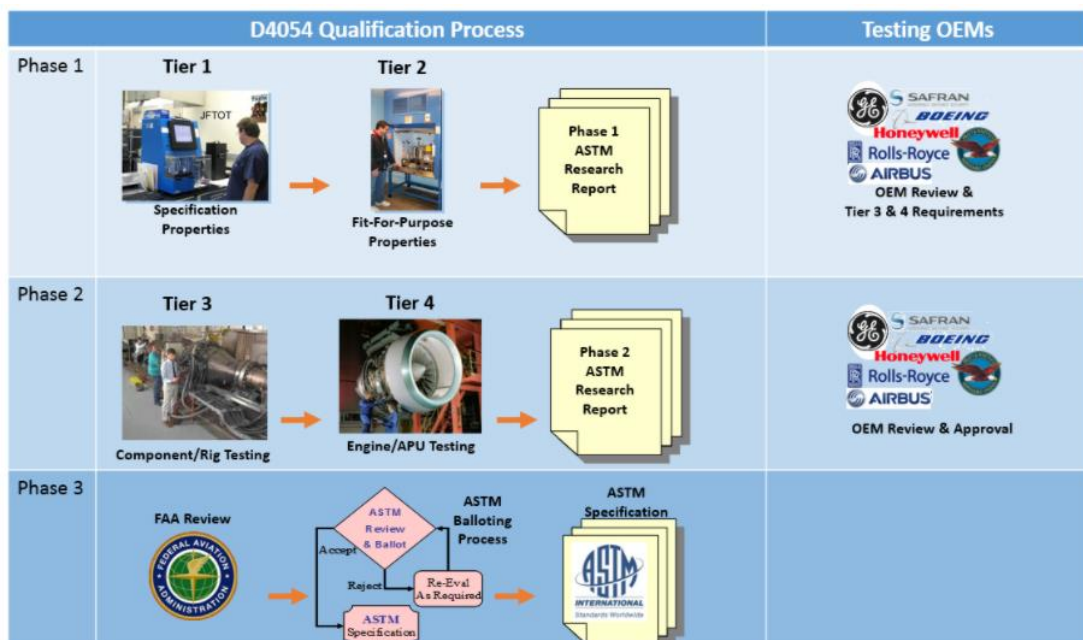 D4054 Qualification Process
Testing OEMs
Phase 1
Tier 1
Tier 2
JFTOT
Specification
Properties
Fit-For-Purpose
Properties
Phase 1
ASTM
Research
Report
GE
SAFRAN
BOEING
Honeywell
Rolls-Royce
AIRBUS
OEM Review &
Tier 3 & 4 Requirements
Phase 2
Tier 3
Tier 4
Component/Rig Testing
Engine/APU Testing
Phase 2
ASTM
Research
Report
GE
SAFRAN
BOEING
Honeywell
Rolls-Royce
AIRBUS
OEM Review & Approval
Phase 3
FAA Review
FEDERAL AVIATION
ADMINISTRATION
ASTM
Review
& Ballot
Accept
Reject
Re-Eval
As Required
ASTM
Specification
ASTM
Balloting
Process
ASTM
Specification
ASTM
INTERNATIONAL
Standards Worldwide